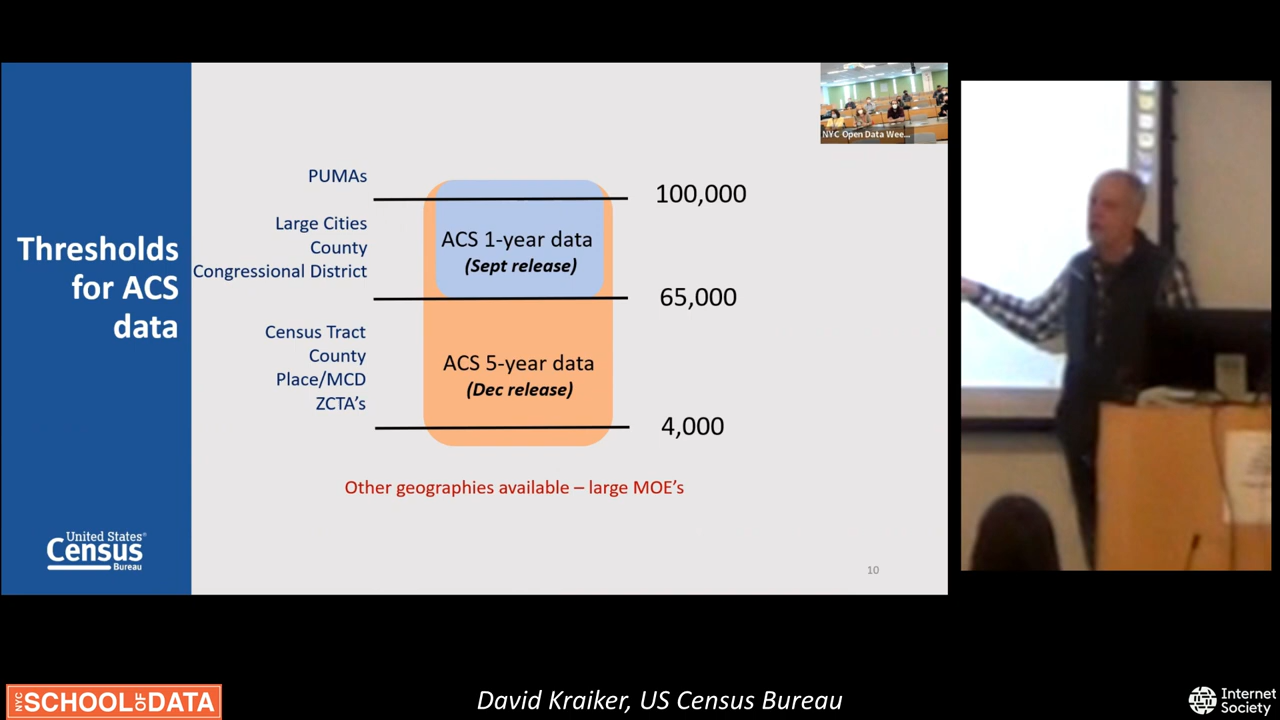 Thresholds
for ACS
data
United States®
Census
Bureau
PUMAs
Large Cities
County
Congressional District
Census Tract
County
Place/MCD
ZCTA's
ACS 1-year data
(Sept release)
ACS 5-year data
(Dec release)
100,000
65,000
4,000
Other geographies available – large MOE's
10
NYC Open Data Wee...
NYC SCHOOL OF DATA
David Kraiker, US Census Bureau
Internet
Society